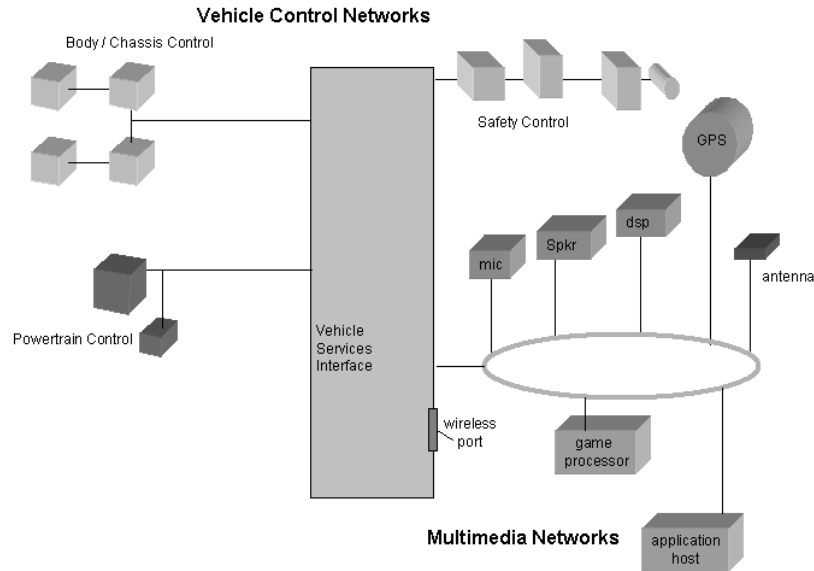 Vehicle Control Networks
Body / Chassis Control
Safety Control
GPS
dsp
Spkr
mic
antenna
Powertrain Control
Vehicle
Services
Interface
wireless
port
game
processor
Multimedia Networks
application
host